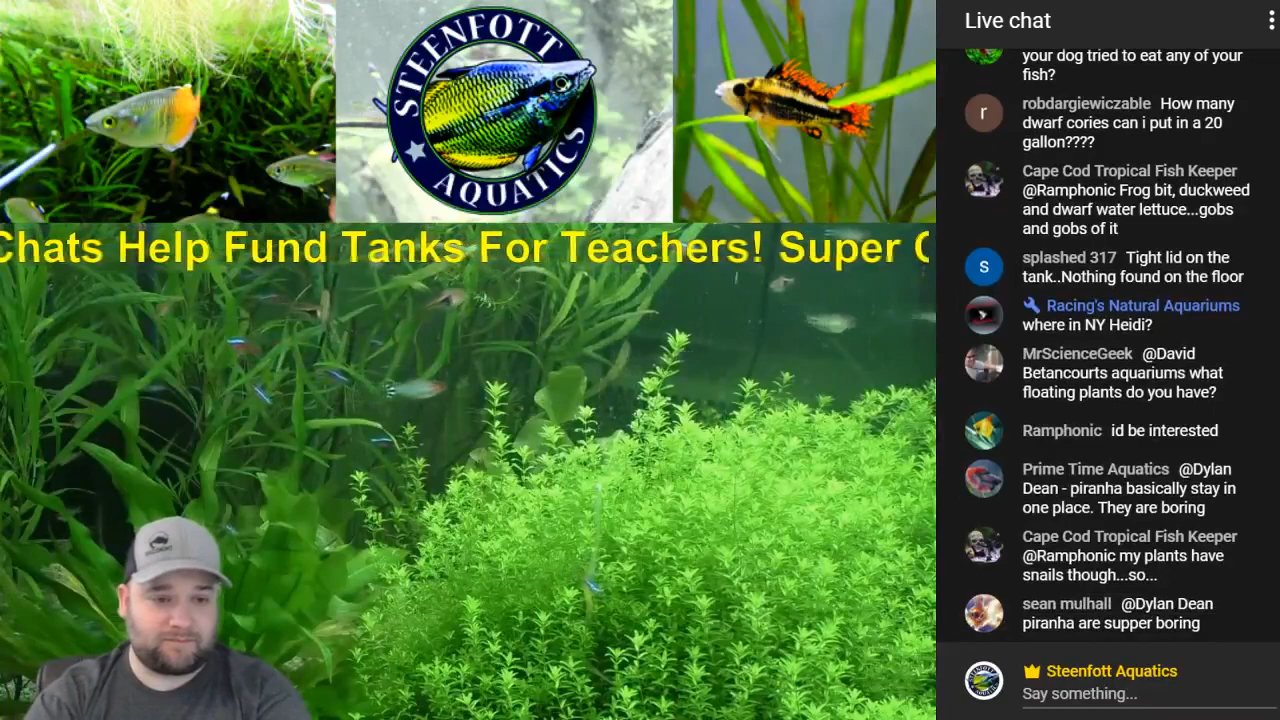 STEENFOTT
AQUATICS
Chats Help Fund Tanks For Teachers! Super
Live chat
your dog tried to eat any of your
fish?
r
robdargiewiczable How many
dwarf cories can i put in a 20
gallon????
Cape Cod Tropical Fish Keeper
@Ramphonic Frog bit, duckweed
and dwarf water lettuce...gobs
and gobs of it
s
splashed 317 Tight lid on the
tank..Nothing found on the floor
Racing's Natural Aquariums
where in NY Heidi?
MrScienceGeek @David
Betancourts aquariums what
floating plants do you have?
Ramphonic id be interested
Prime Time Aquatics @Dylan
Dean - piranha basically stay in
one place. They are boring
Cape Cod Tropical Fish Keeper
@Ramphonic my plants have
snails though...so...
sean mulhall @Dylan Dean
piranha are supper boring
Steenfott Aquatics
Say something...